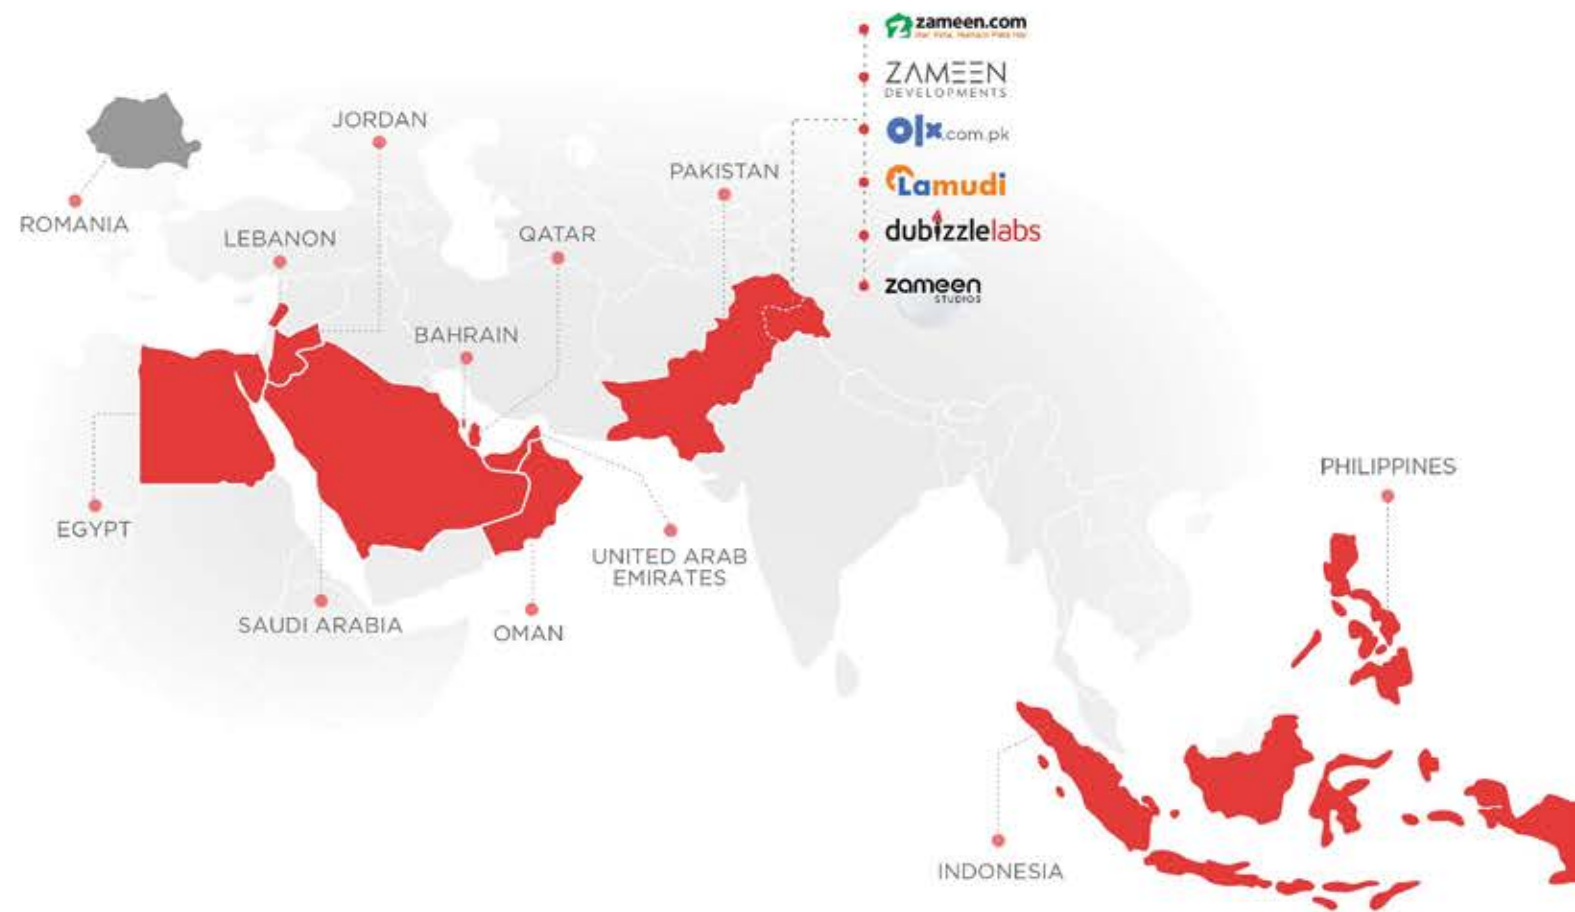 zameen.com
ZAMEEN
DEVELOPMENTS
olx.com.pk
Lamudi
dubizzlelabs
zameen
STUDIOS
JORDAN
PAKISTAN
ROMANIA
LEBANON
QATAR
BAHRAIN
EGYPT
PHILIPPINES
UNITED ARAB
EMIRATES
SAUDI ARABIA
OMAN
INDONESIA